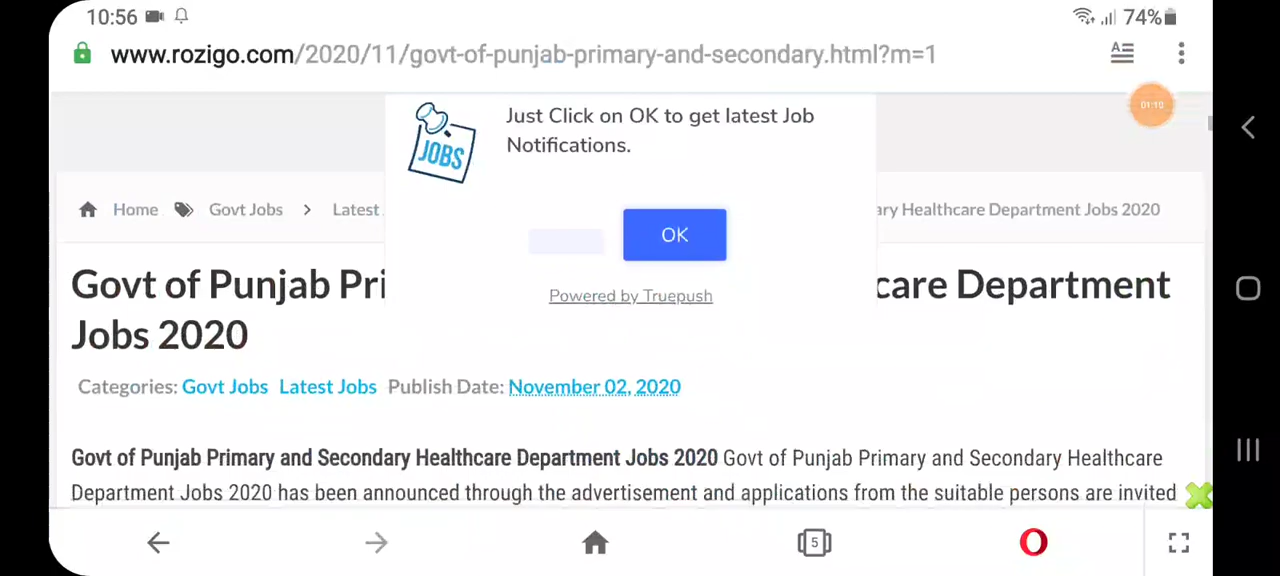 10:56 74%
www.rozigo.com/2020/11/govt-of-punjab-primary-and-secondary.html?m=1
01:10
JOBS
Just Click on OK to get latest Job
Notifications.
OK
Powered by Truepush
Home Govt Jobs > Latest ary Healthcare Department Jobs 2020
Govt of Punjab Pri care Department
Jobs 2020
Categories: Govt Jobs Latest Jobs Publish Date: November 02, 2020
Govt of Punjab Primary and Secondary Healthcare Department Jobs 2020 Govt of Punjab Primary and Secondary Healthcare
Department Jobs 2020 has been announced through the advertisement and applications from the suitable persons are invited
5